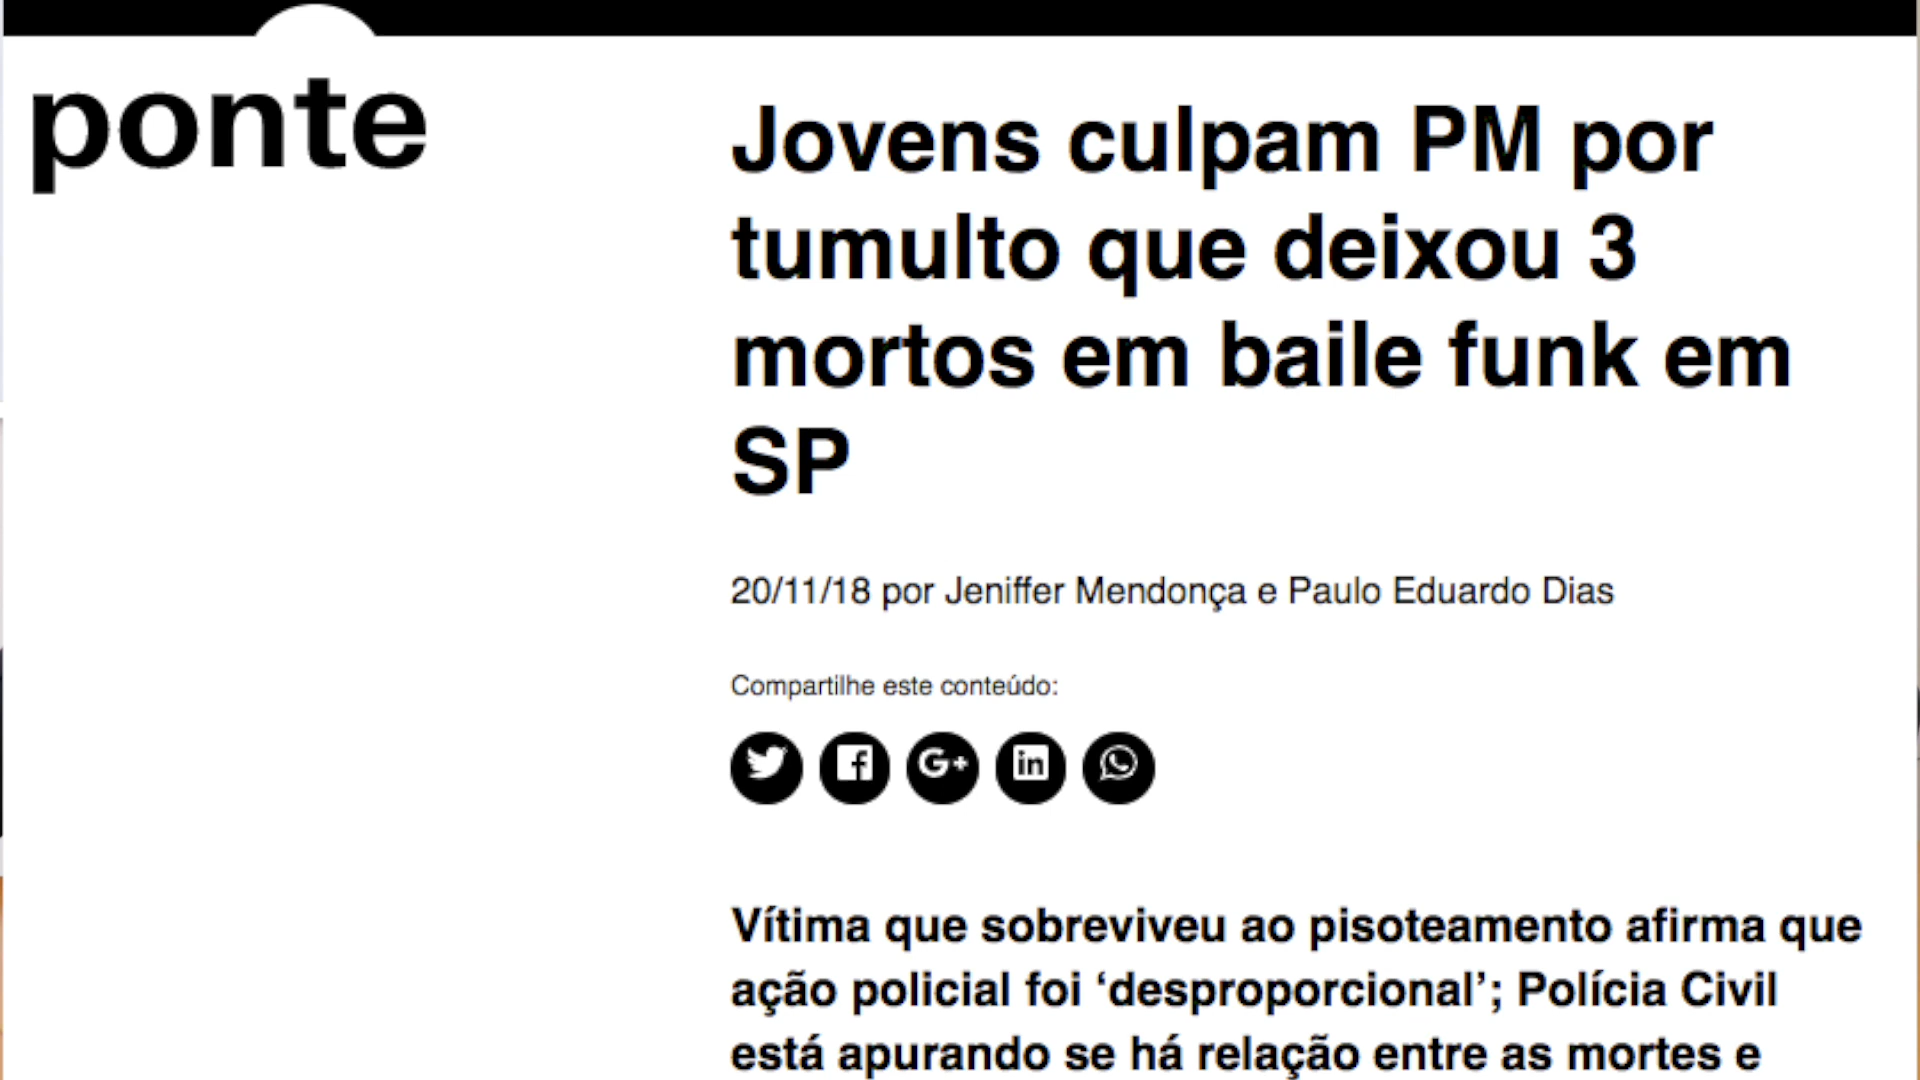 ponte
Jovens culpam PM por
tumulto que deixou 3
mortos em baile funk em
SP
20/11/18 por Jeniffer Mendonça e Paulo Eduardo Dias
Compartilhe este conteúdo:
Vítima que sobreviveu ao pisoteamento afirma que
ação policial foi ‘desproporcional’; Polícia Civil
está apurando se há relação entre as mortes e